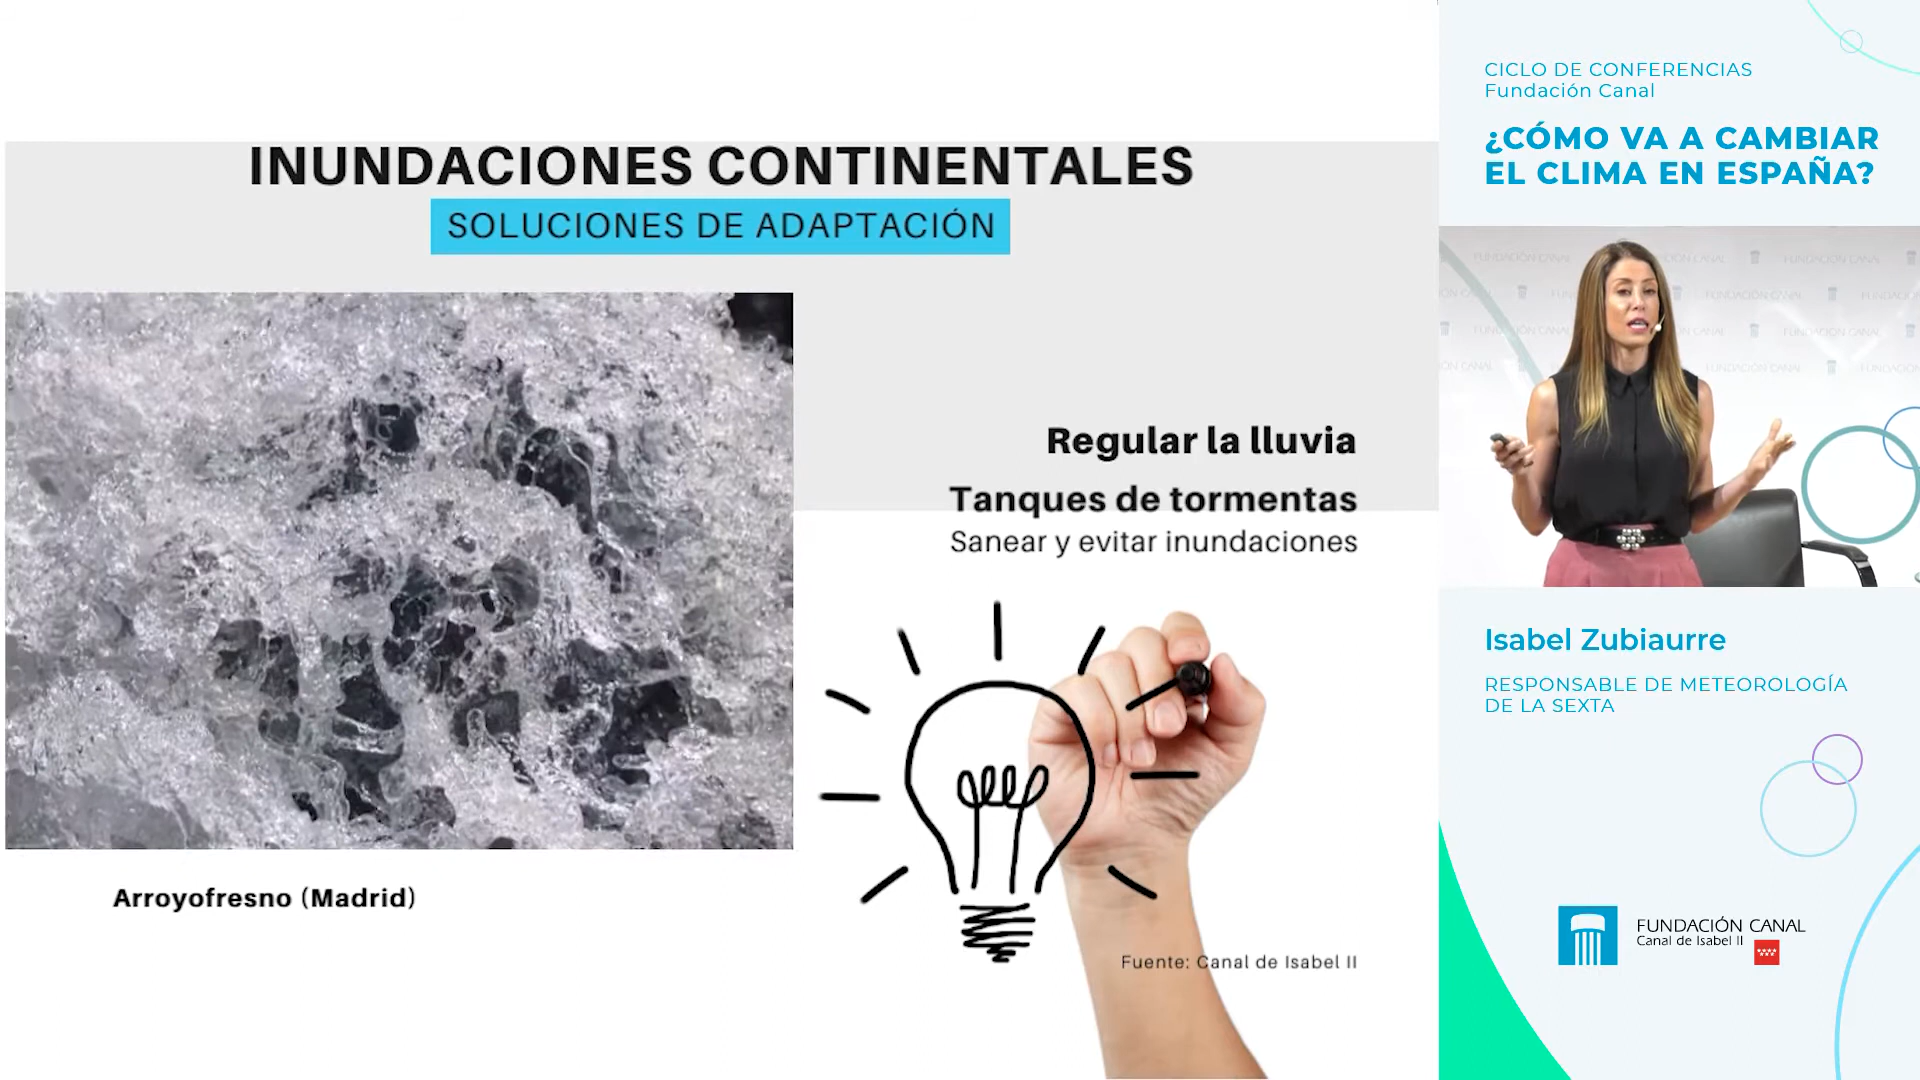 INUNDACIONES CONTINENTALES
SOLUCIONES DE ADAPTACIÓN
Regular la lluvia
Tanques de tormentas
Sanear y evitar inundaciones
Arroyofresno (Madrid)
Fuente: Canal de Isabel II
CICLO DE CONFERENCIAS
Fundación Canal
¿CÓMO VA A CAMBIAR
EL CLIMA EN ESPAÑA?
FUNDACIÓN CANAL
Isabel Zubiaurre
RESPONSABLE DE METEOROLOGÍA
DE LA SEXTA
FUNDACIÓN CANAL
Canal de Isabel II